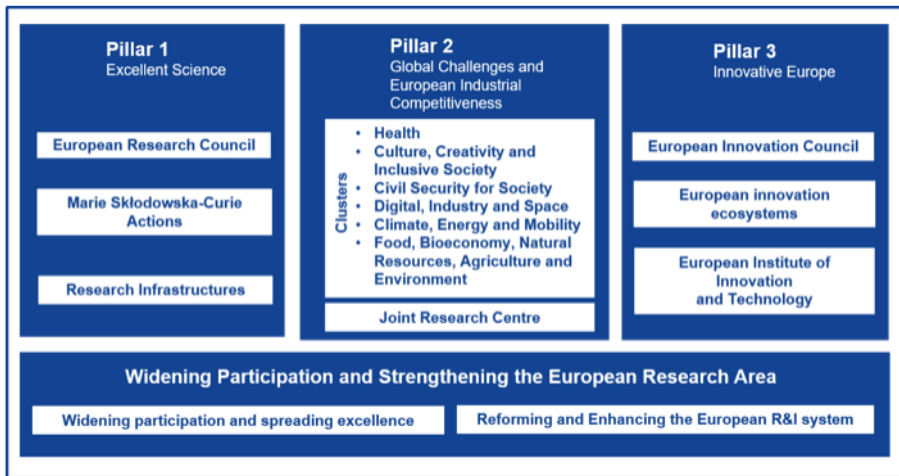 Pillar 1
Excellent Science
European Research Council
Marie Skłodowska-Curie
Actions
Research Infrastructures
Pillar 2
Global Challenges and
European Industrial
Competitiveness
Clusters
• Health
• Culture, Creativity and
Inclusive Society
• Civil Security for Society
• Digital, Industry and Space
• Climate, Energy and Mobility
• Food, Bioeconomy, Natural
Resources, Agriculture and
Environment
Joint Research Centre
Pillar 3
Innovative Europe
European Innovation Council
European innovation
ecosystems
European Institute of
Innovation
and Technology
Widening Participation and Strengthening the European Research Area
Widening participation and spreading excellence
Reforming and Enhancing the European R&I system